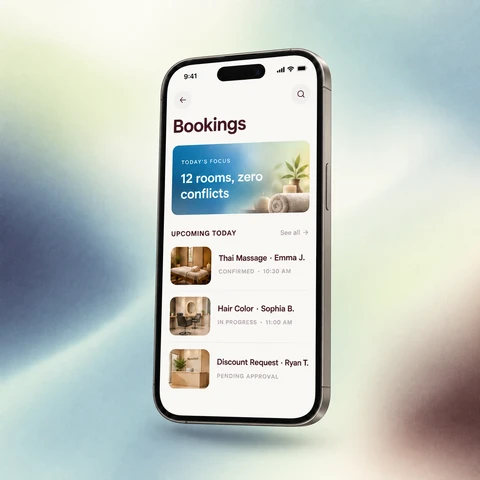 9:41
Bookings
TODAY'S FOCUS
12 rooms, zero
conflicts
UPCOMING TODAY
See all →
Thai Massage · Emma J.
CONFIRMED · 10:30 AM
Hair Color · Sophia B.
IN PROGRESS · 11:00 AM
Discount Request · Ryan T.
PENDING APPROVAL